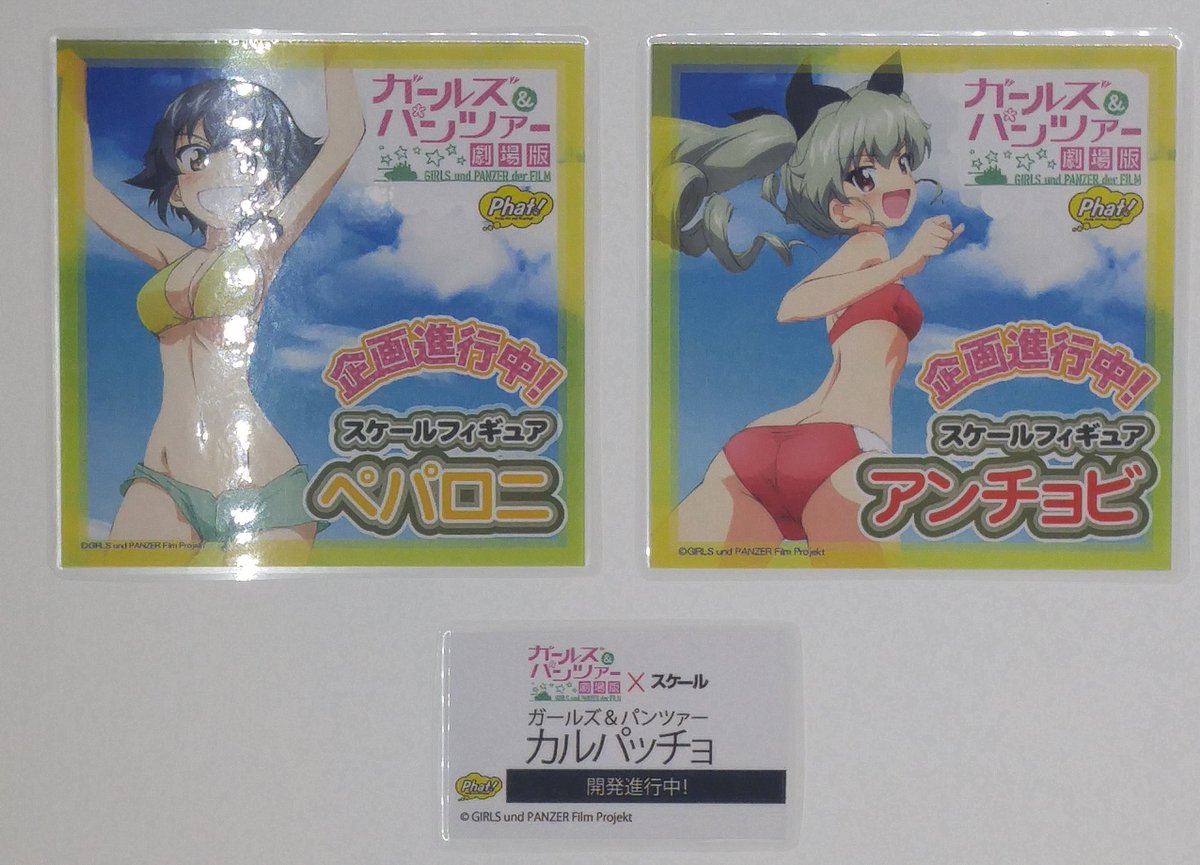 ガールズ&
パンツァー
劇場版
GIRLS und PANZER der FILM
Phat!
企画進行中!
スケールフィギュア
ペパロニ
©GIRLS und PANZER Film Projekt
ガールズ&
パンツァー
劇場版
GIRLS und PANZER der FILM
Phat!
企画進行中!
スケールフィギュア
アンチョビ
©GIRLS und PANZER Film Projekt
ガールズ&
パンツァー
劇場版
GIRLS und PANZER der FILM
×スケール
ガールズ&パンツァー
カルパッチョ
Phat!
開発進行中!
© GIRLS und PANZER Film Projekt